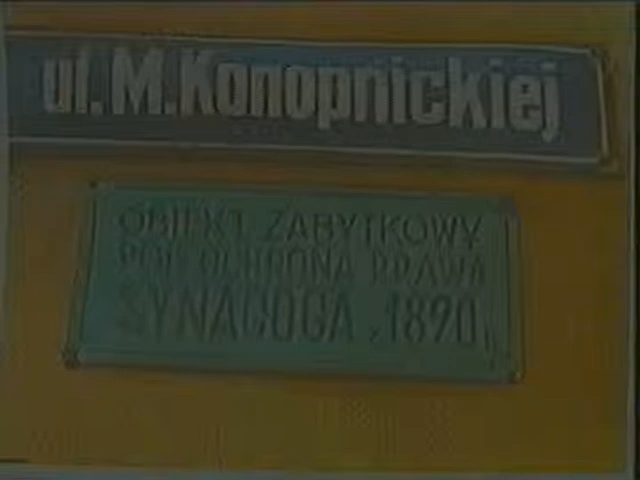 ul. M. Konopnickiej
OBIEKT ZABYTKOWY
POD OCHRONĄ PRAWA
SYNAGOGA 1890